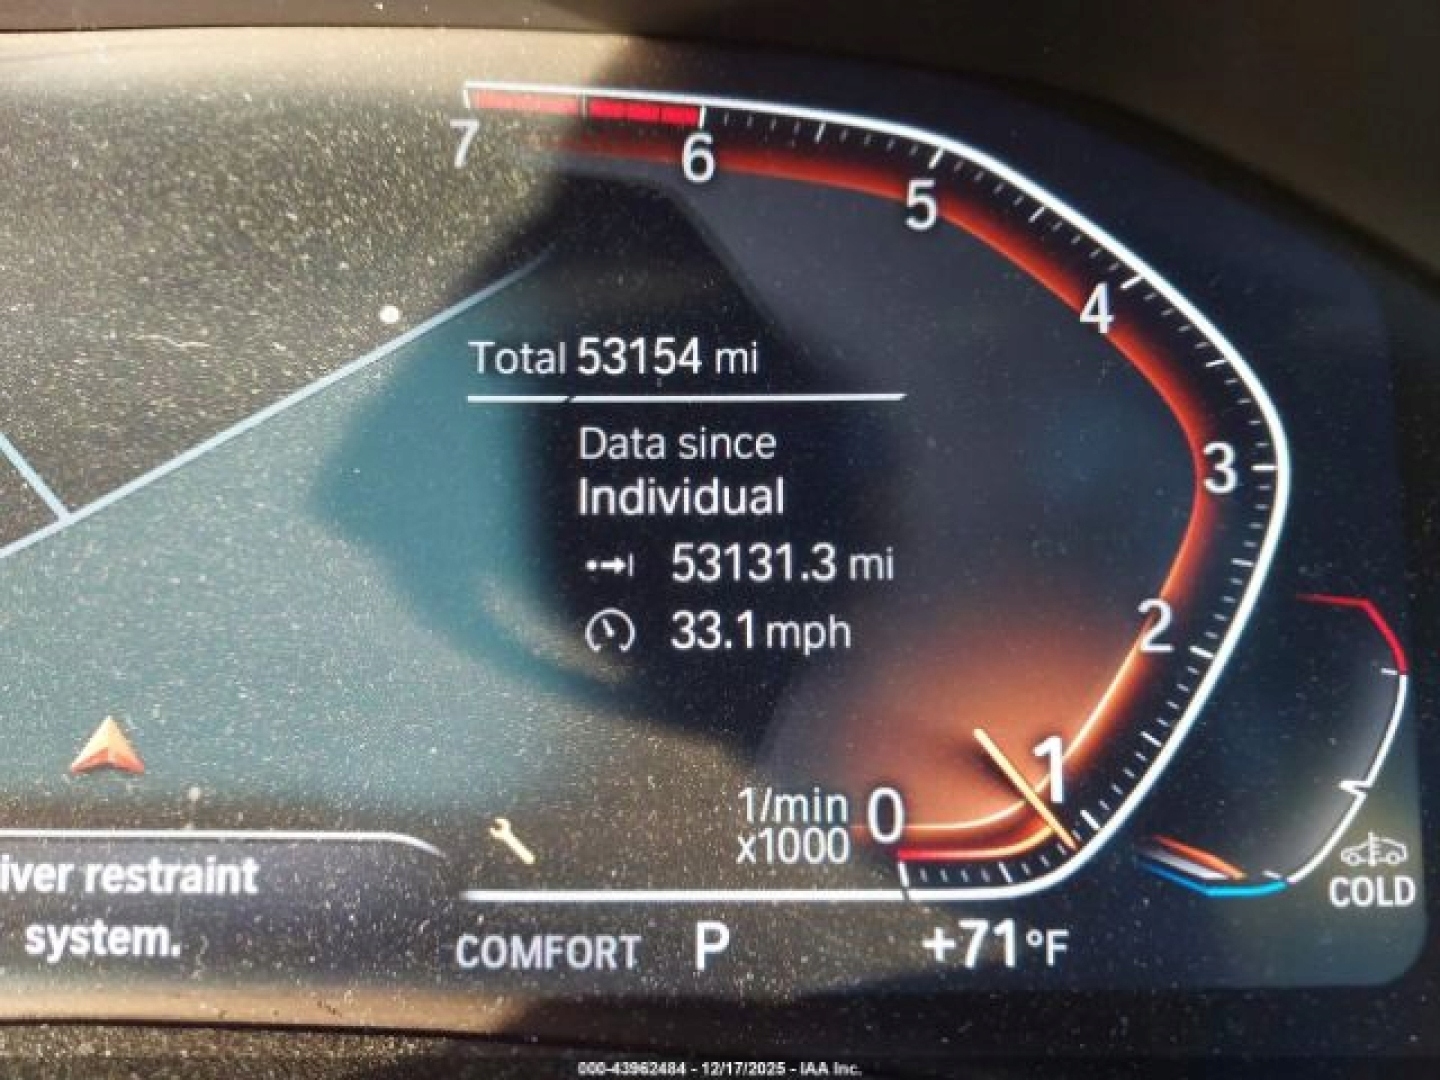 7
6
5
4
Total 53154 mi
Data since
Individual
3
53131.3 mi
2
33.1 mph
1
1/min 0
x1000
iver restraint
COLD
system.
COMFORT P +71°F
000-43962484 - 12/17/2025 - IAA Inc.